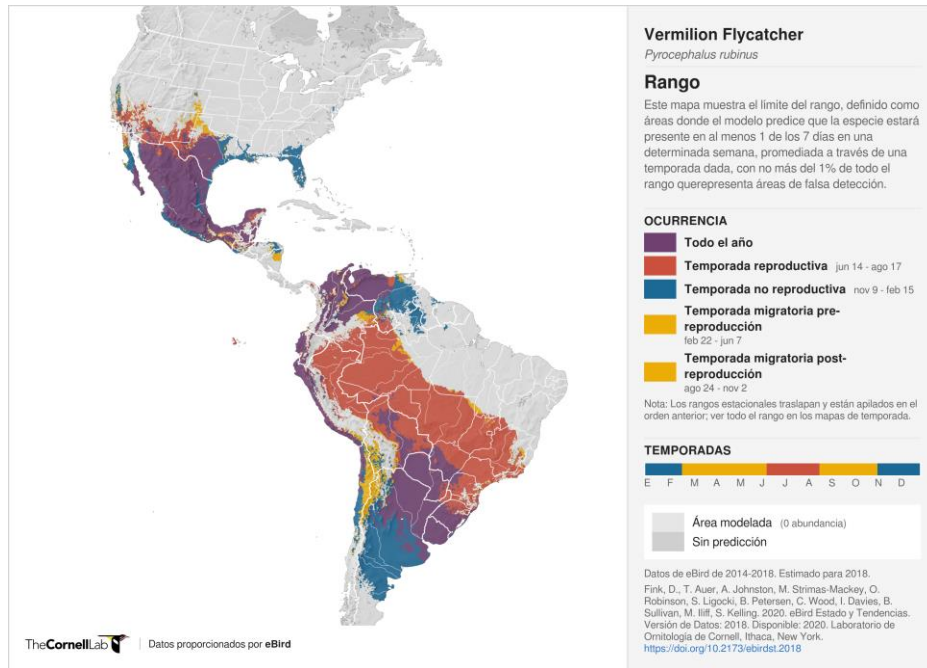 Vermilion Flycatcher
Pyrocephalus rubinus
Rango
Este mapa muestra el límite del rango, definido como
áreas donde el modelo predice que la especie estará
presente en al menos 1 de los 7 días en una
determinada semana, promediada a través de una
temporada dada, con no más del 1% de todo el
rango querepresenta áreas de falsa detección.
OCURRENCIA
Todo el año
Temporada reproductiva jun 14 - ago 17
Temporada no reproductiva nov 9 - feb 15
Temporada migratoria pre-
reproducción
feb 22 - jun 7
Temporada migratoria post-
reproducción
ago 24 - nov 2
Nota: Los rangos estacionales traslapan y están apilados en el
orden anterior; ver todo el rango en los mapas de temporada.
TEMPORADAS
E F M A M J J A S O N D
Área modelada (0 abundancia)
Sin predicción
Datos de eBird de 2014-2018. Estimado para 2018.
Fink, D., T. Auer, A. Johnston, M. Strimas-Mackey, O.
Robinson, S. Ligocki, B. Petersen, C. Wood, I. Davies, B.
Sullivan, M. Iliff, S. Kelling. 2020. eBird Estado y Tendencias.
Versión de Datos: 2018. Disponible: 2020. Laboratorio de
Ornitología de Cornell, Ithaca, New York.
https://doi.org/10.2173/ebirdst.2018
TheCornellLab Datos proporcionados por eBird